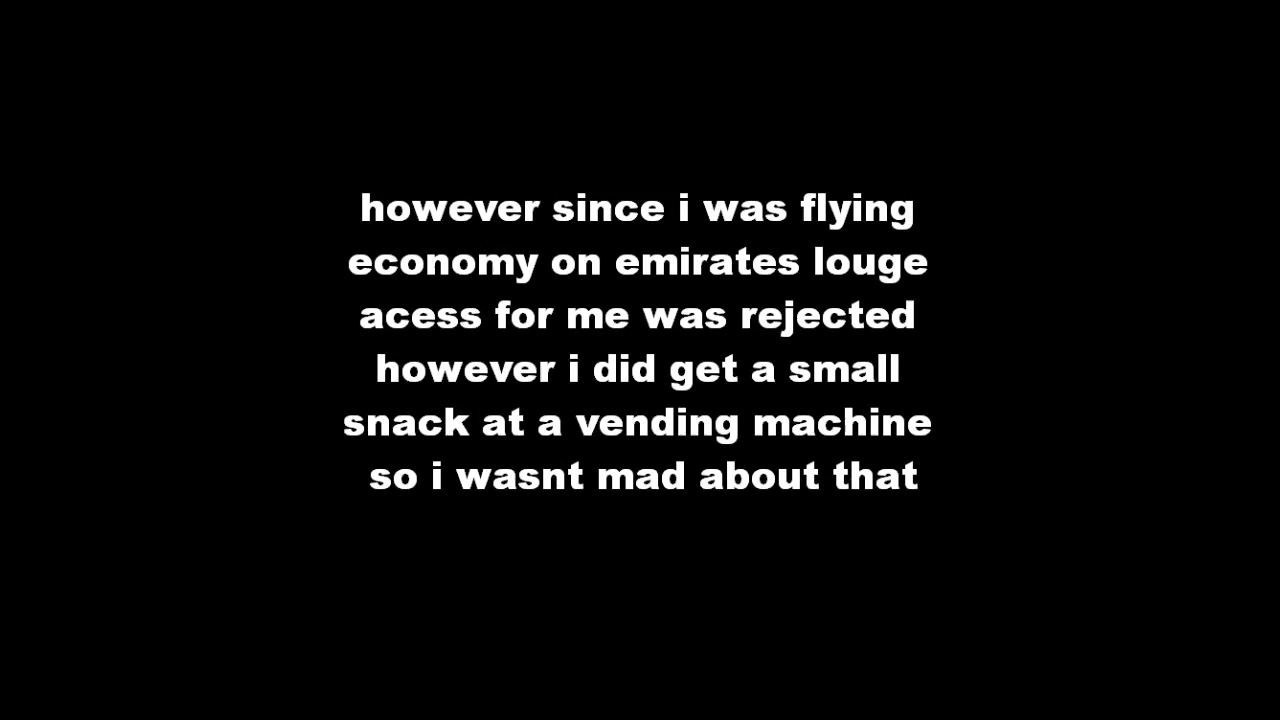 however since i was flying
economy on emirates louge
acess for me was rejected
however i did get a small
snack at a vending machine
so i wasnt mad about that